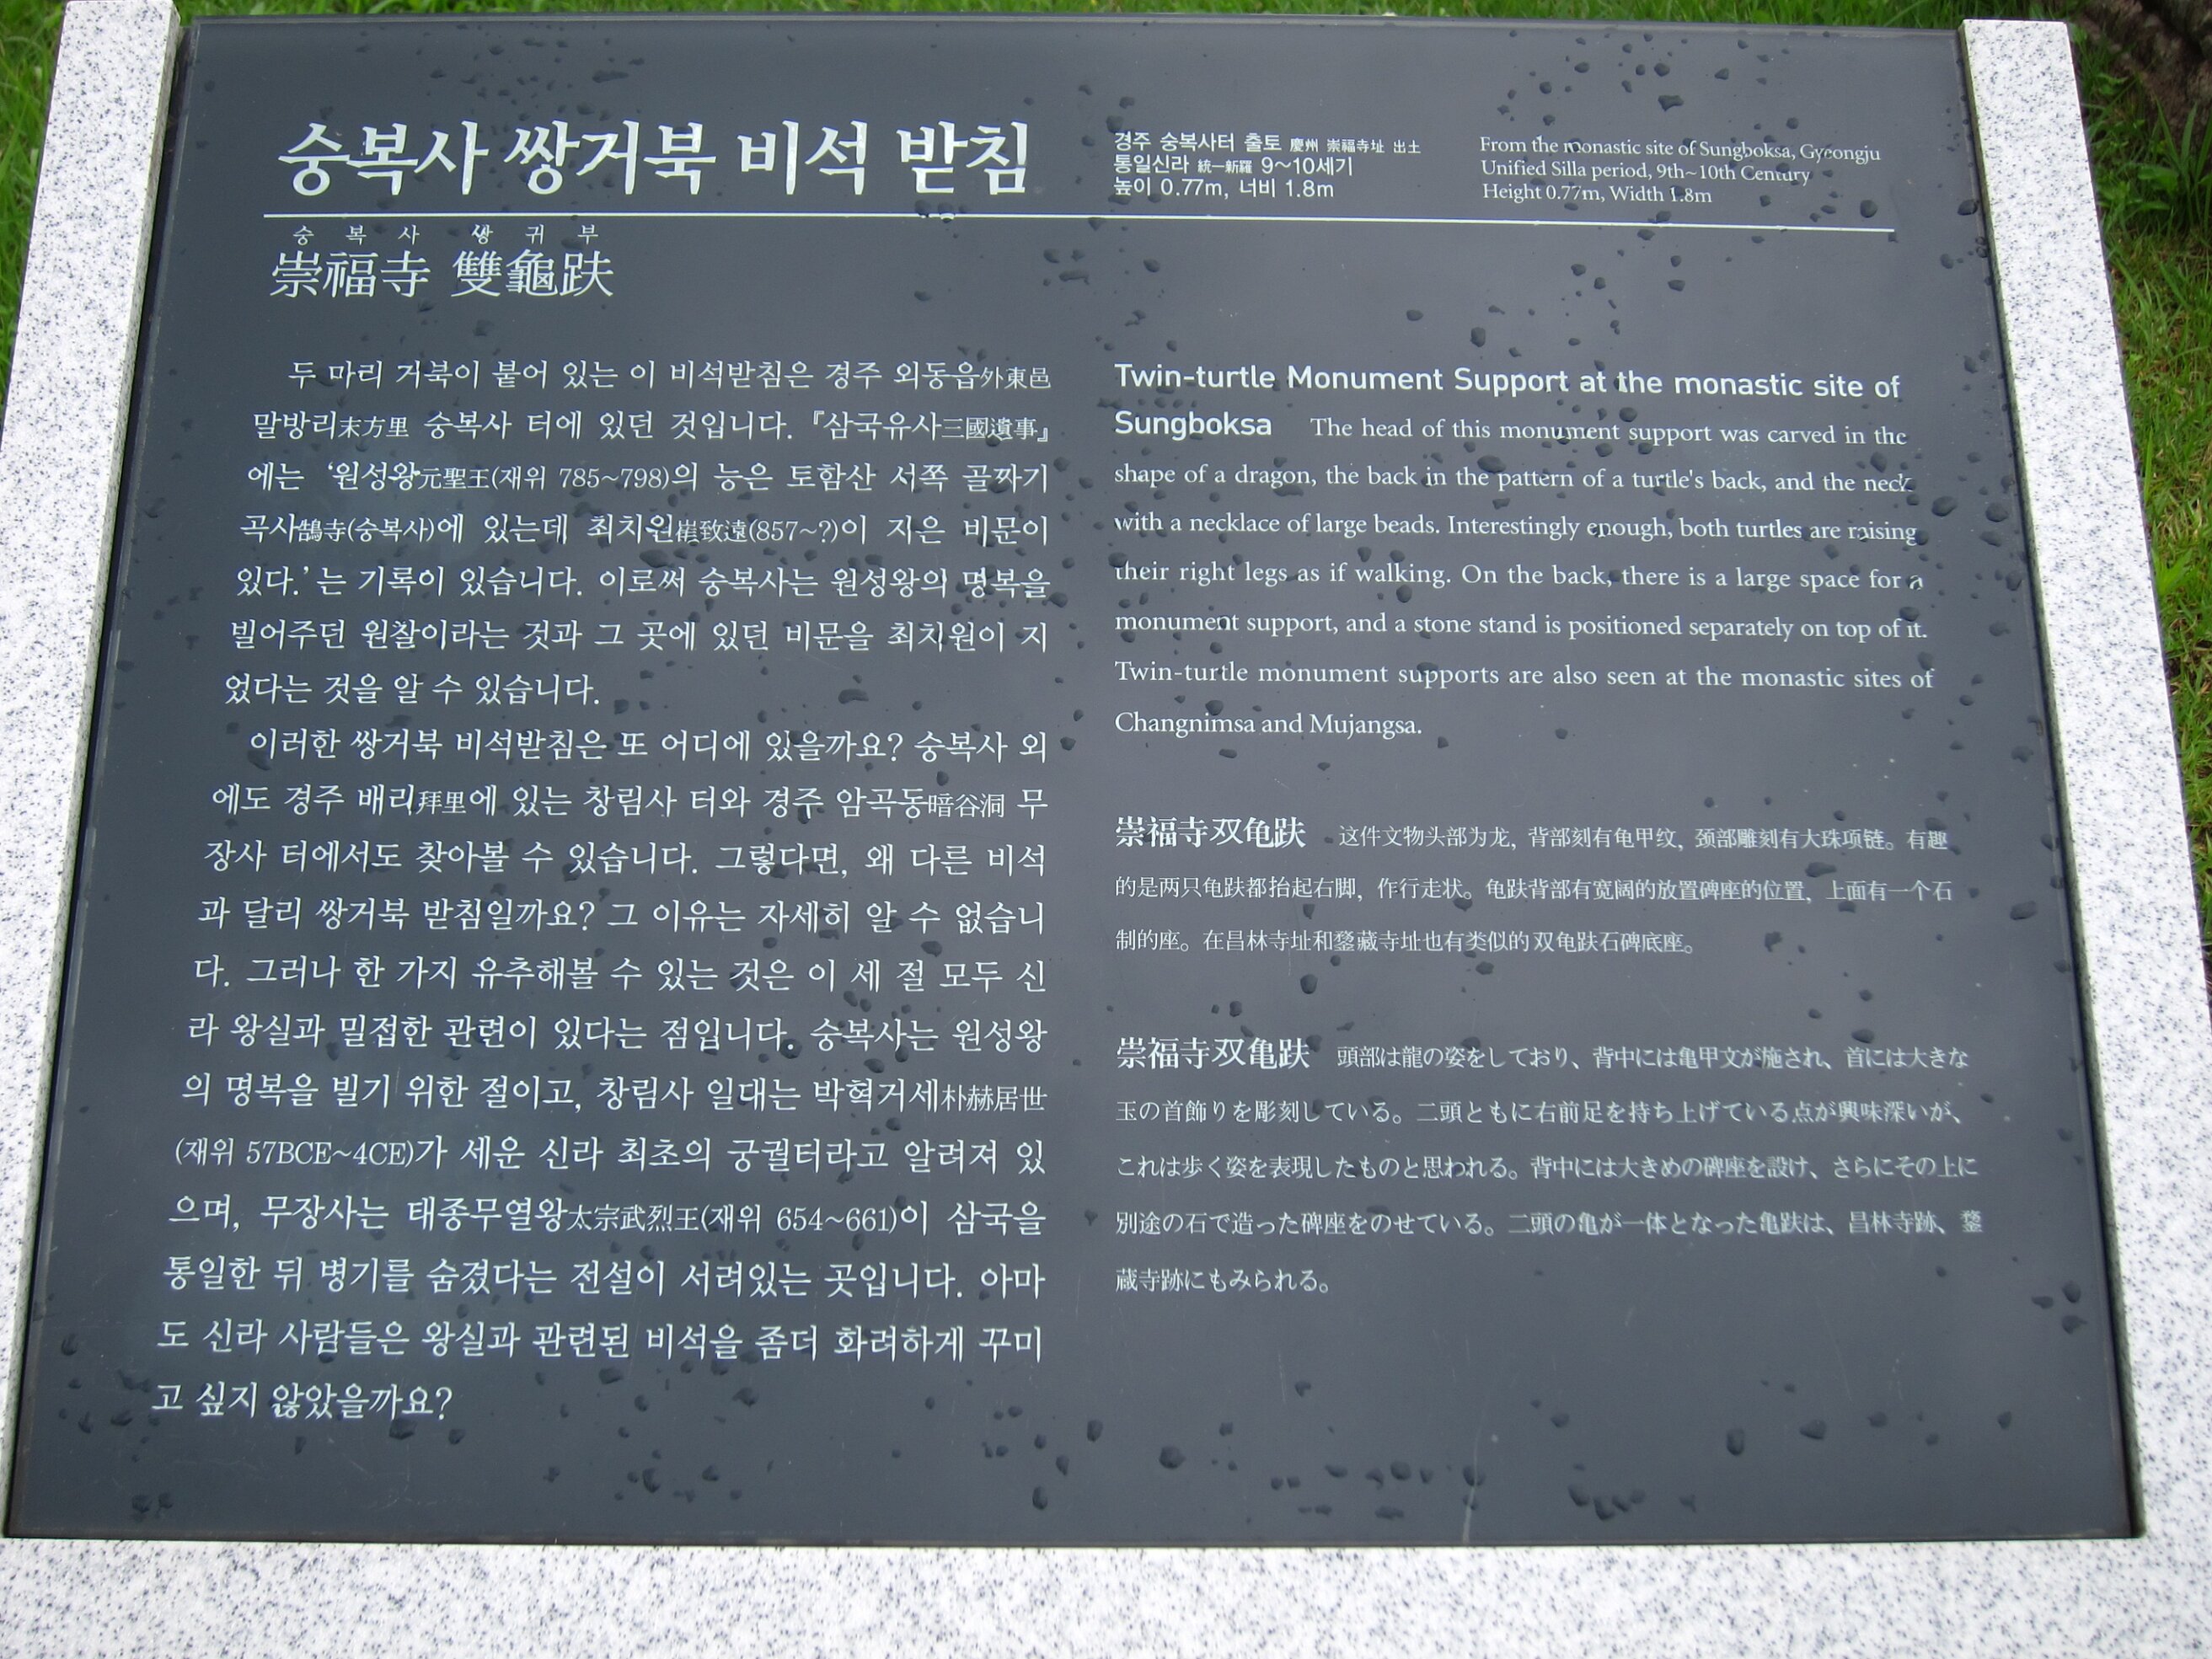 숭복사 쌍거북 비석 받침
경주 숭복사터 출토 慶州 崇福寺址 出土
통일신라 統一新羅 9~10세기
높이 0.77m, 너비 1.8m
From the monastic site of Sungboksa, Gyeongju
Unified Silla period, 9th~10th Century
Height 0.77m, Width 1.8m
숭 복 사 쌍 귀 부
崇福寺 雙龜趺
두 마리 거북이 붙어 있는 이 비석받침은 경주 외동읍外東邑
말방리末方里 숭복사 터에 있던 것입니다. 『삼국유사三國遺事』
에는 ‘원성왕元聖王(재위 785~798)의 능은 토함산 서쪽 골짜기
곡사鵠寺(숭복사)에 있는데 최치원崔致遠(857~?)이 지은 비문이
있다.’는 기록이 있습니다. 이로써 숭복사는 원성왕의 명복을
빌어주던 원찰이라는 것과 그 곳에 있던 비문을 최치원이 지
었다는 것을 알 수 있습니다.
이러한 쌍거북 비석받침은 또 어디에 있을까요? 숭복사 외
에도 경주 배리拜里에 있는 창림사 터와 경주 암곡동暗谷洞 무
장사 터에서도 찾아볼 수 있습니다. 그렇다면, 왜 다른 비석
과 달리 쌍거북 받침일까요? 그 이유는 자세히 알 수 없습니
다. 그러나 한 가지 유추해볼 수 있는 것은 이 세 절 모두 신
라 왕실과 밀접한 관련이 있다는 점입니다. 숭복사는 원성왕
의 명복을 빌기 위한 절이고, 창림사 일대는 박혁거세朴赫居世
(재위 57BCE~4CE)가 세운 신라 최초의 궁궐터라고 알려져 있
으며, 무장사는 태종무열왕太宗武烈王(재위 654~661)이 삼국을
통일한 뒤 병기를 숨겼다는 전설이 서려있는 곳입니다. 아마
도 신라 사람들은 왕실과 관련된 비석을 좀더 화려하게 꾸미
고 싶지 않았을까요?
Twin-turtle Monument Support at the monastic site of
Sungboksa The head of this monument support was carved in the
shape of a dragon, the back in the pattern of a turtle's back, and the neck
with a necklace of large beads. Interestingly enough, both turtles are raising
their right legs as if walking. On the back, there is a large space for a
monument support, and a stone stand is positioned separately on top of it.
Twin-turtle monument supports are also seen at the monastic sites of
Changnimsa and Mujangsa.
崇福寺双龟趺 这件文物头部为龙，背部刻有龟甲纹，颈部雕刻有大珠项链。有趣
的是两只龟趺都抬起右脚，作行走状。龟趺背部有宽阔的放置碑座的位置，上面有一个石
制的座。在昌林寺址和鍪藏寺址也有类似的 双龟趺石碑底座。
崇福寺双亀趺 頭部は龍の姿をしており、背中には亀甲文が施され、首には大きな
玉の首飾りを彫刻している。二頭ともに右前足を持ち上げている点が興味深いが、
これは歩く姿を表現したものと思われる。背中には大きめの碑座を設け、さらにその上に
別途の石で造った碑座をのせている。二頭の亀が一体となった亀趺は、昌林寺跡、鍪
蔵寺跡にもみられる。